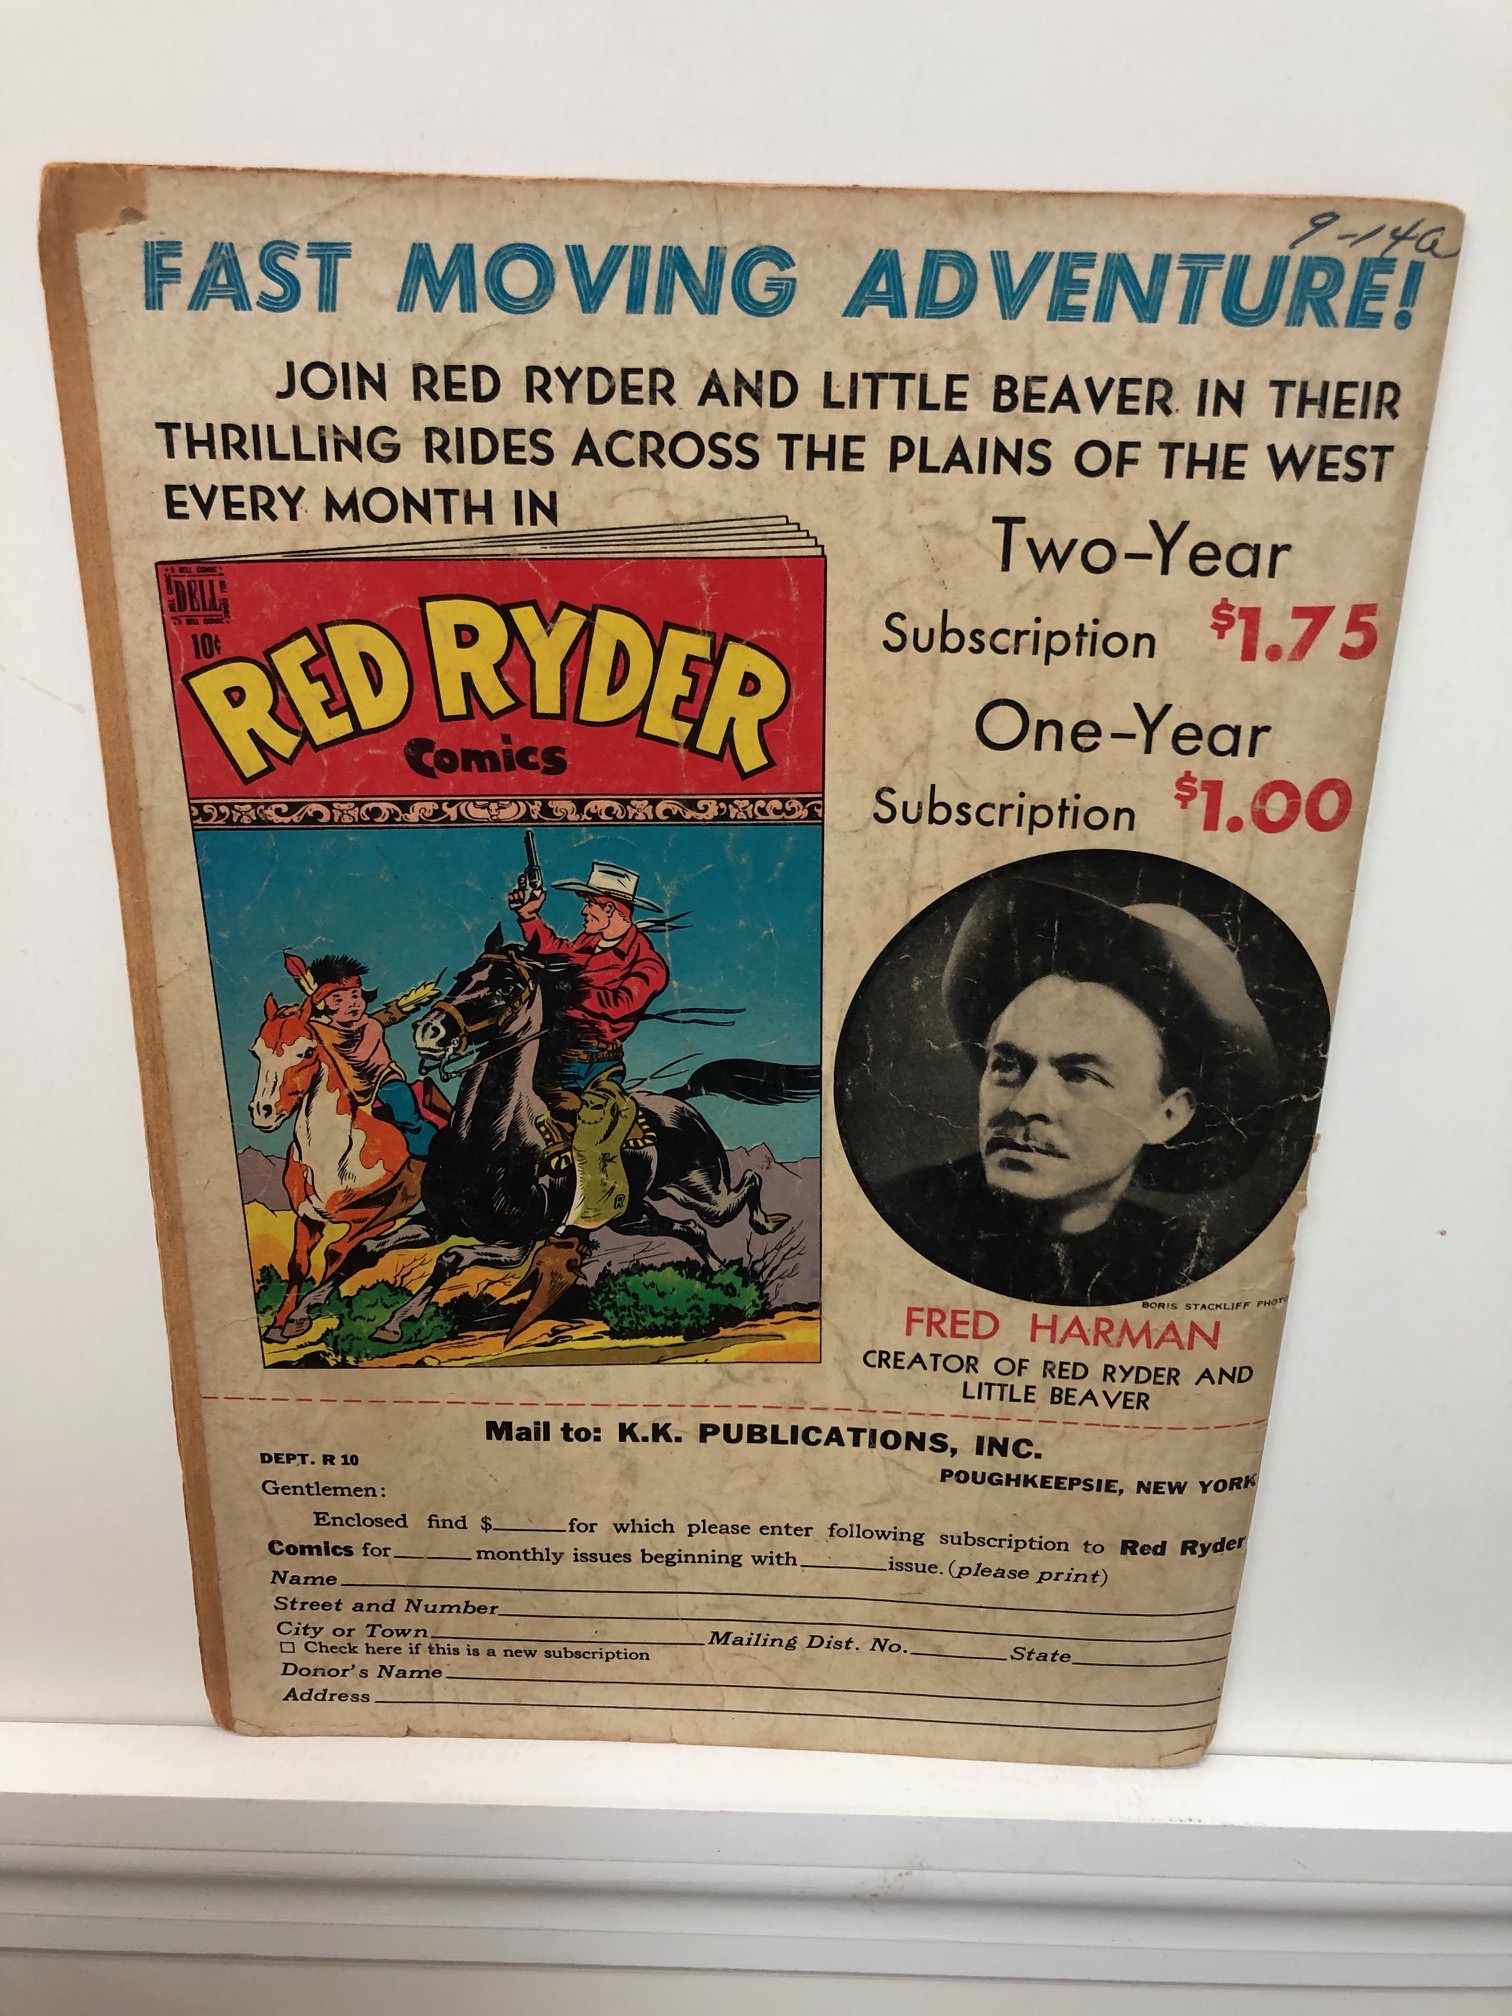 9-14a
FAST MOVING ADVENTURE!
JOIN RED RYDER AND LITTLE BEAVER IN THEIR
THRILLING RIDES ACROSS THE PLAINS OF THE WEST
EVERY MONTH IN
A DELL COMIC
DELL
A DELL COMIC
10¢
RED RYDER
Comics
R
Two-Year
Subscription $1.75
One-Year
Subscription $1.00
BORIS STACKLIFF PHOTO
FRED HARMAN
CREATOR OF RED RYDER AND
LITTLE BEAVER
Mail to: K.K. PUBLICATIONS, INC.
DEPT. R 10
POUGHKEEPSIE, NEW YORK
Gentlemen:
Enclosed find $______for which please enter following subscription to Red Ryder
Comics for______monthly issues beginning with______issue. (please print)
Name
Street and Number
City or Town______Mailing Dist. No.______State______
☐ Check here if this is a new subscription
Donor's Name
Address